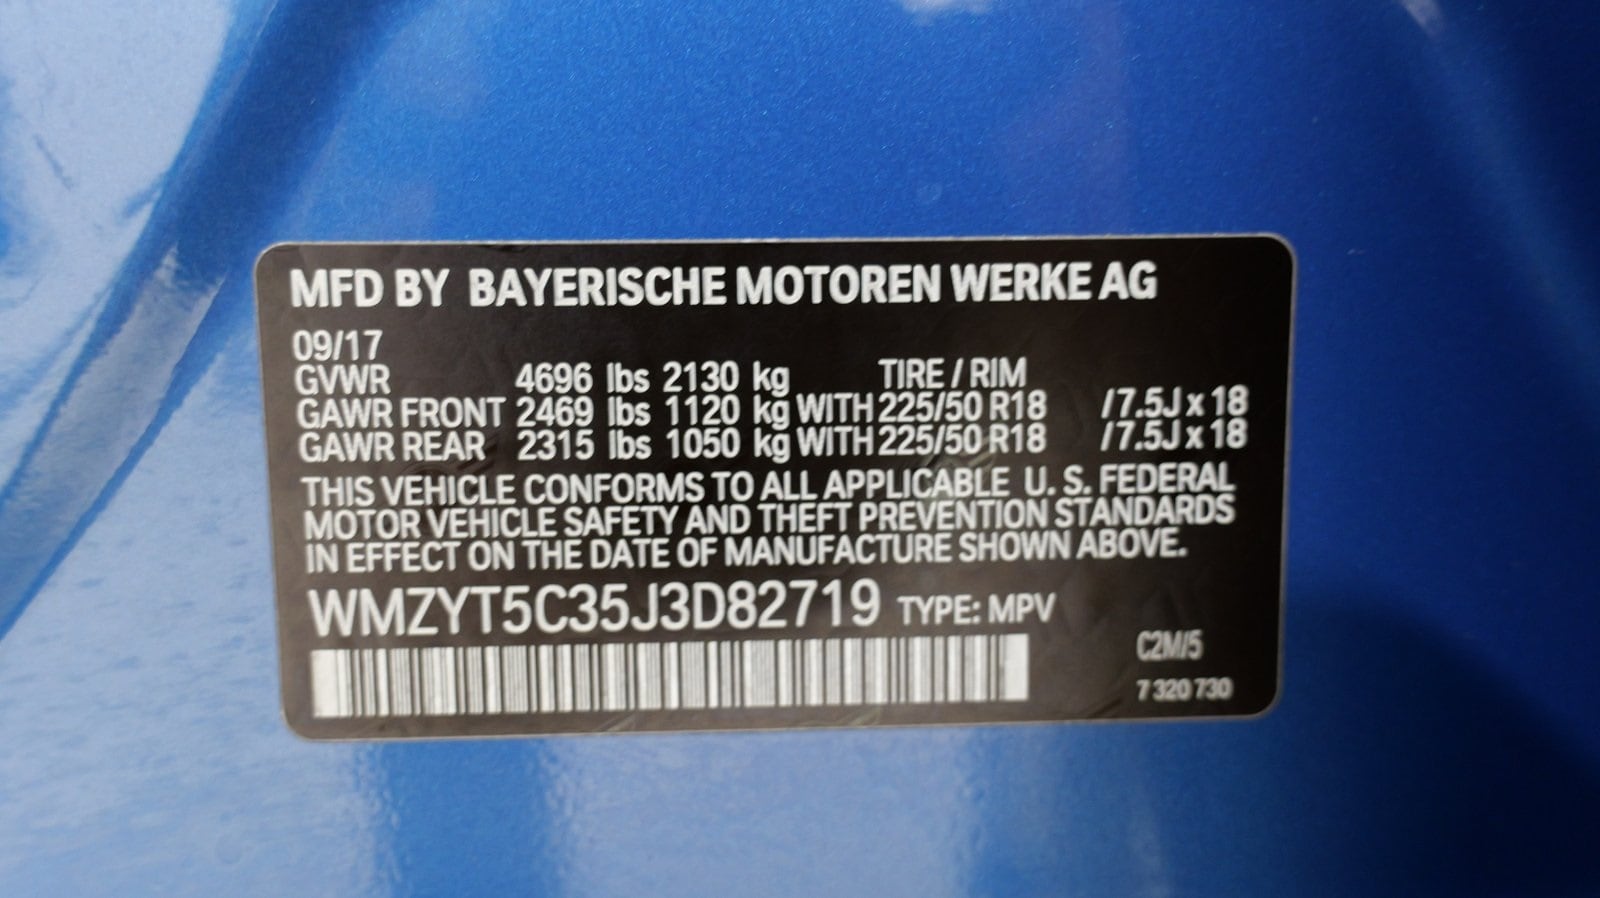 MFD BY BAYERISCHE MOTOREN WERKE AG
09/17
GVWR 4696 lbs 2130 kg TIRE / RIM
GAWR FRONT 2469 lbs 1120 kg WITH 225/50 R18 /7.5J x 18
GAWR REAR 2315 lbs 1050 kg WITH 225/50 R18 /7.5J x 18
THIS VEHICLE CONFORMS TO ALL APPLICABLE U. S. FEDERAL
MOTOR VEHICLE SAFETY AND THEFT PREVENTION STANDARDS
IN EFFECT ON THE DATE OF MANUFACTURE SHOWN ABOVE.
WMZYT5C35J3D82719 TYPE: MPV
C2M/5
7 320 730